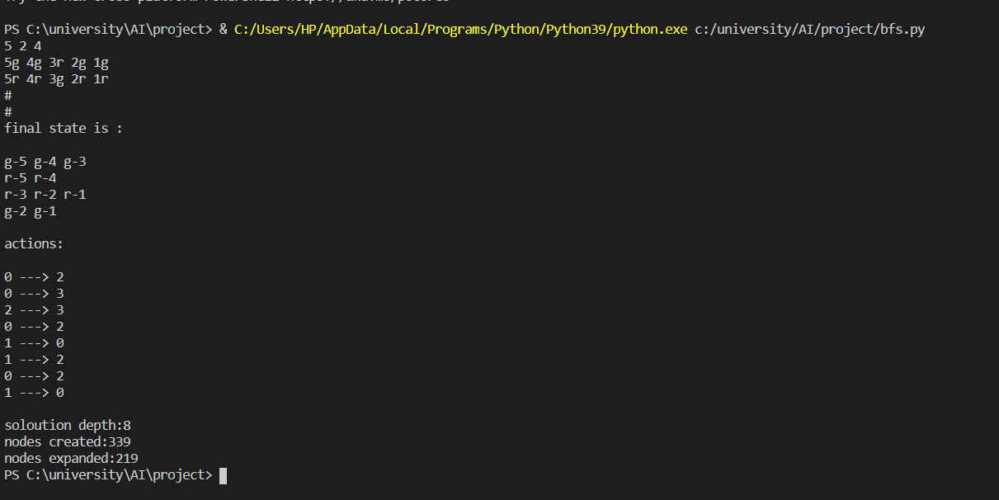 PS C:\university\AI\project> & C:/Users/HP/AppData/Local/Programs/Python/Python39/python.exe c:/university/AI/project/bfs.py
5 2 4
5g 4g 3r 2g 1g
5r 4r 3g 2r 1r
#
#
final state is :
g-5 g-4 g-3
r-5 r-4
r-3 r-2 r-1
g-2 g-1
actions:
0 ---> 2
0 ---> 3
2 ---> 3
0 ---> 2
1 ---> 0
1 ---> 2
0 ---> 2
1 ---> 0
soloution depth:8
nodes created:339
nodes expanded:219
PS C:\university\AI\project>